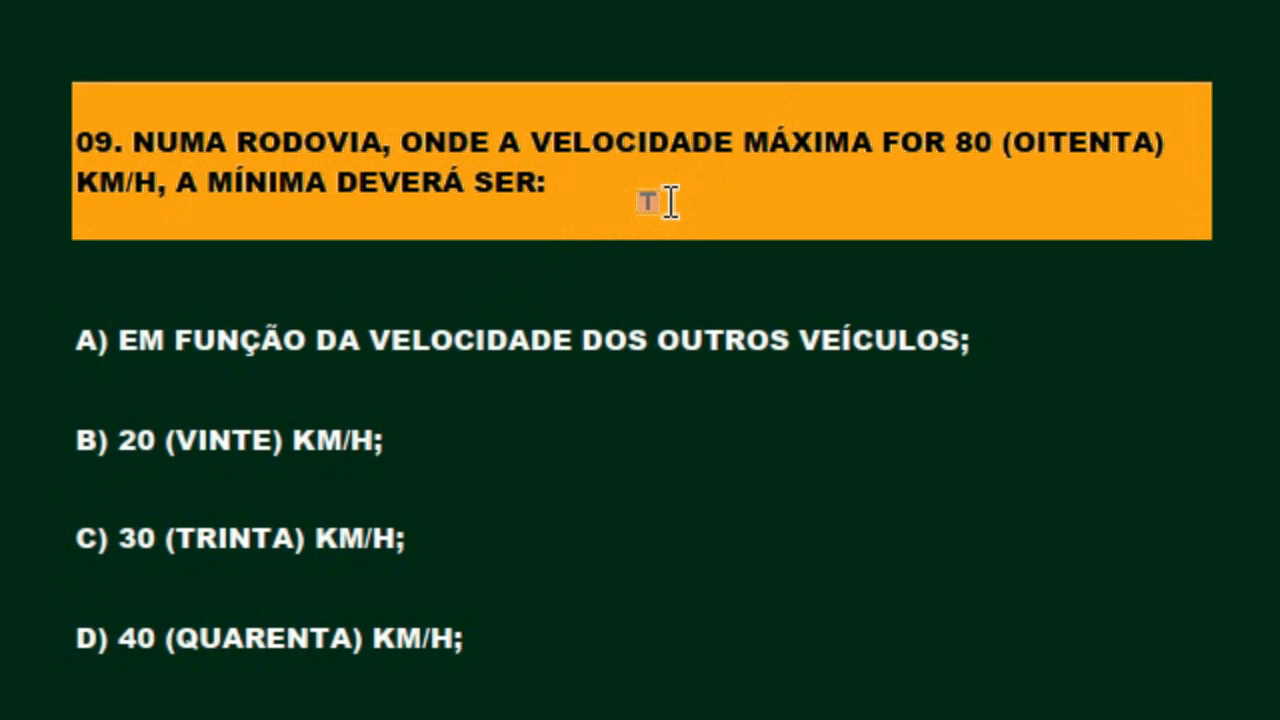 09. NUMA RODOVIA, ONDE A VELOCIDADE MÁXIMA FOR 80 (OITENTA)
KM/H, A MÍNIMA DEVERÁ SER:
T
A) EM FUNÇÃO DA VELOCIDADE DOS OUTROS VEÍCULOS;
B) 20 (VINTE) KM/H;
C) 30 (TRINTA) KM/H;
D) 40 (QUARENTA) KM/H;